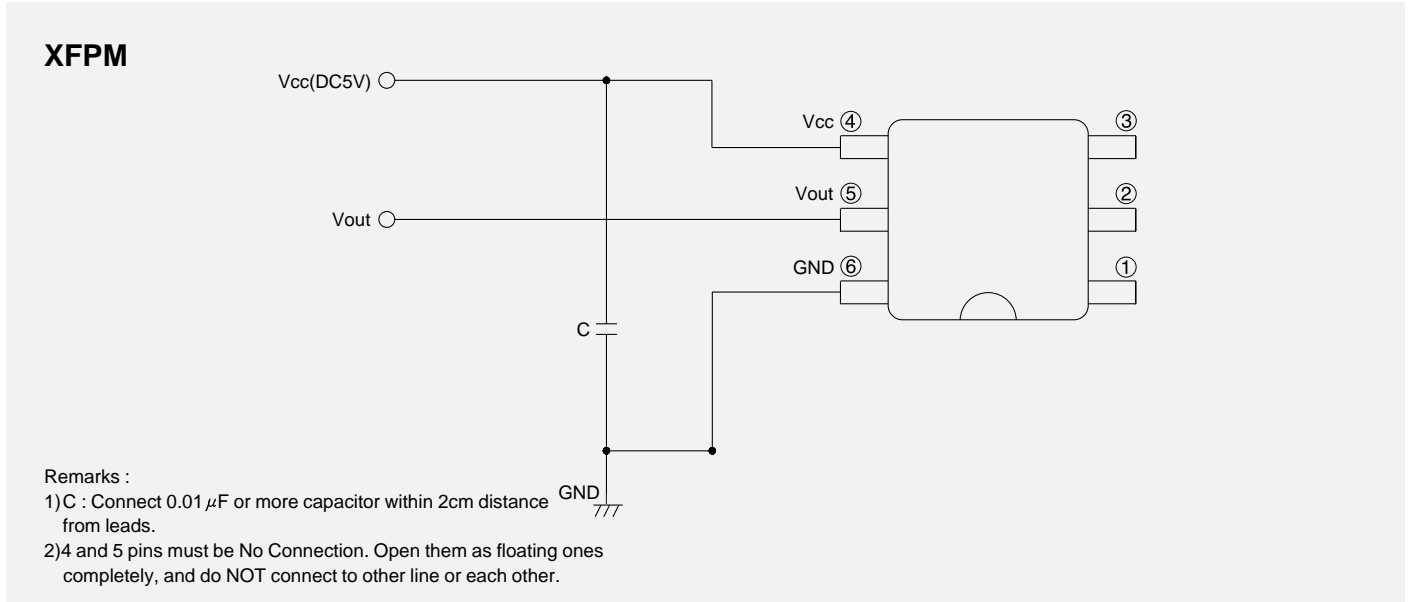 XFPM
Vcc(DC5V)
Vcc ④
③
Vout ⑤
②
Vout
GND ⑥
①
C
GND
Remarks :
1)C : Connect 0.01 μF or more capacitor within 2cm distance
from leads.
2)4 and 5 pins must be No Connection. Open them as floating ones
completely, and do NOT connect to other line or each other.